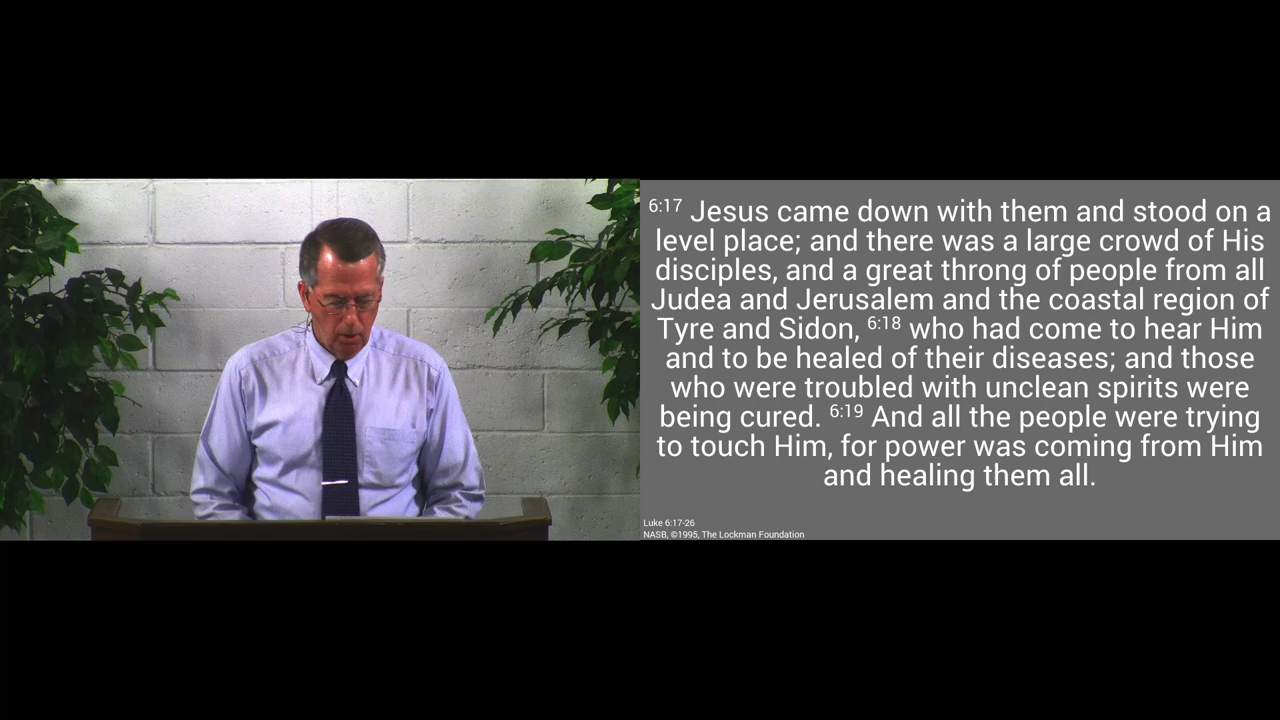 6:17 Jesus came down with them and stood on a
level place; and there was a large crowd of His
disciples, and a great throng of people from all
Judea and Jerusalem and the coastal region of
Tyre and Sidon, 6:18 who had come to hear Him
and to be healed of their diseases; and those
who were troubled with unclean spirits were
being cured. 6:19 And all the people were trying
to touch Him, for power was coming from Him
and healing them all.
Luke 6:17-26
NASB, ©1995, The Lockman Foundation